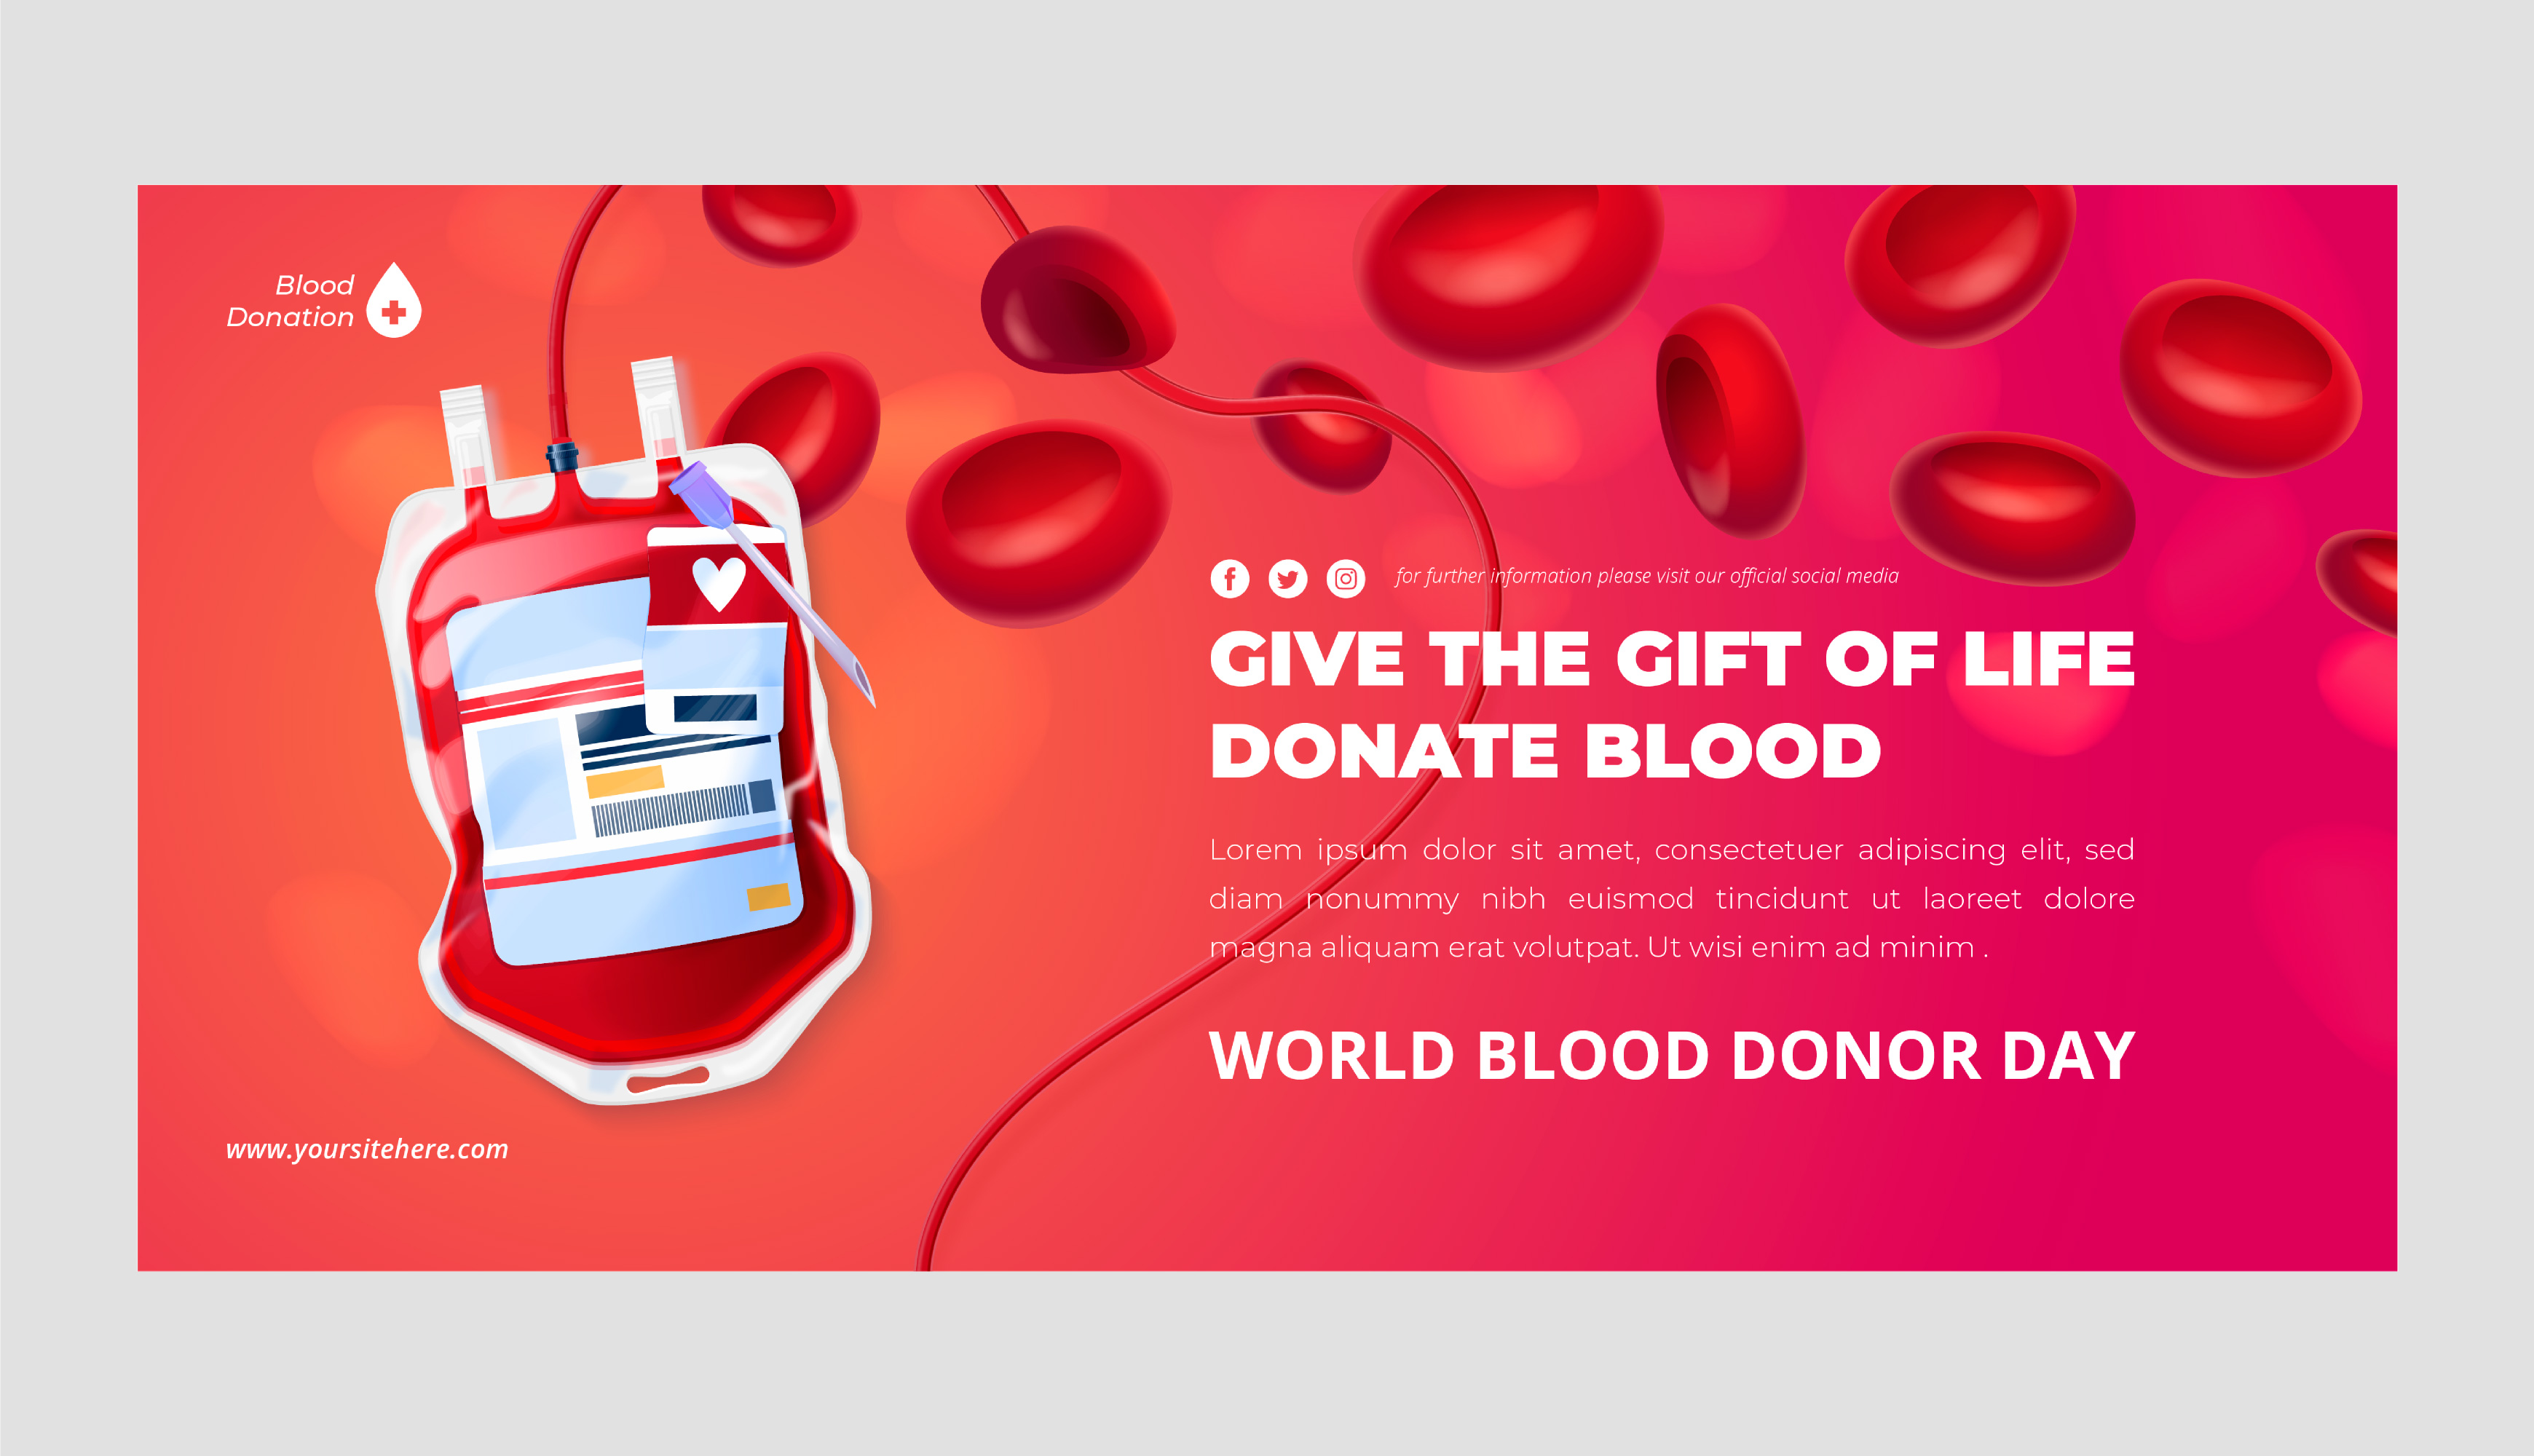 Blood
Donation
for further information please visit our official social media
GIVE THE GIFT OF LIFE
DONATE BLOOD
Lorem ipsum dolor sit amet, consectetuer adipiscing elit, sed
diam nonummy nibh euismod tincidunt ut laoreet dolore
magna aliquam erat volutpat. Ut wisi enim ad minim .
WORLD BLOOD DONOR DAY
www.yoursitehere.com